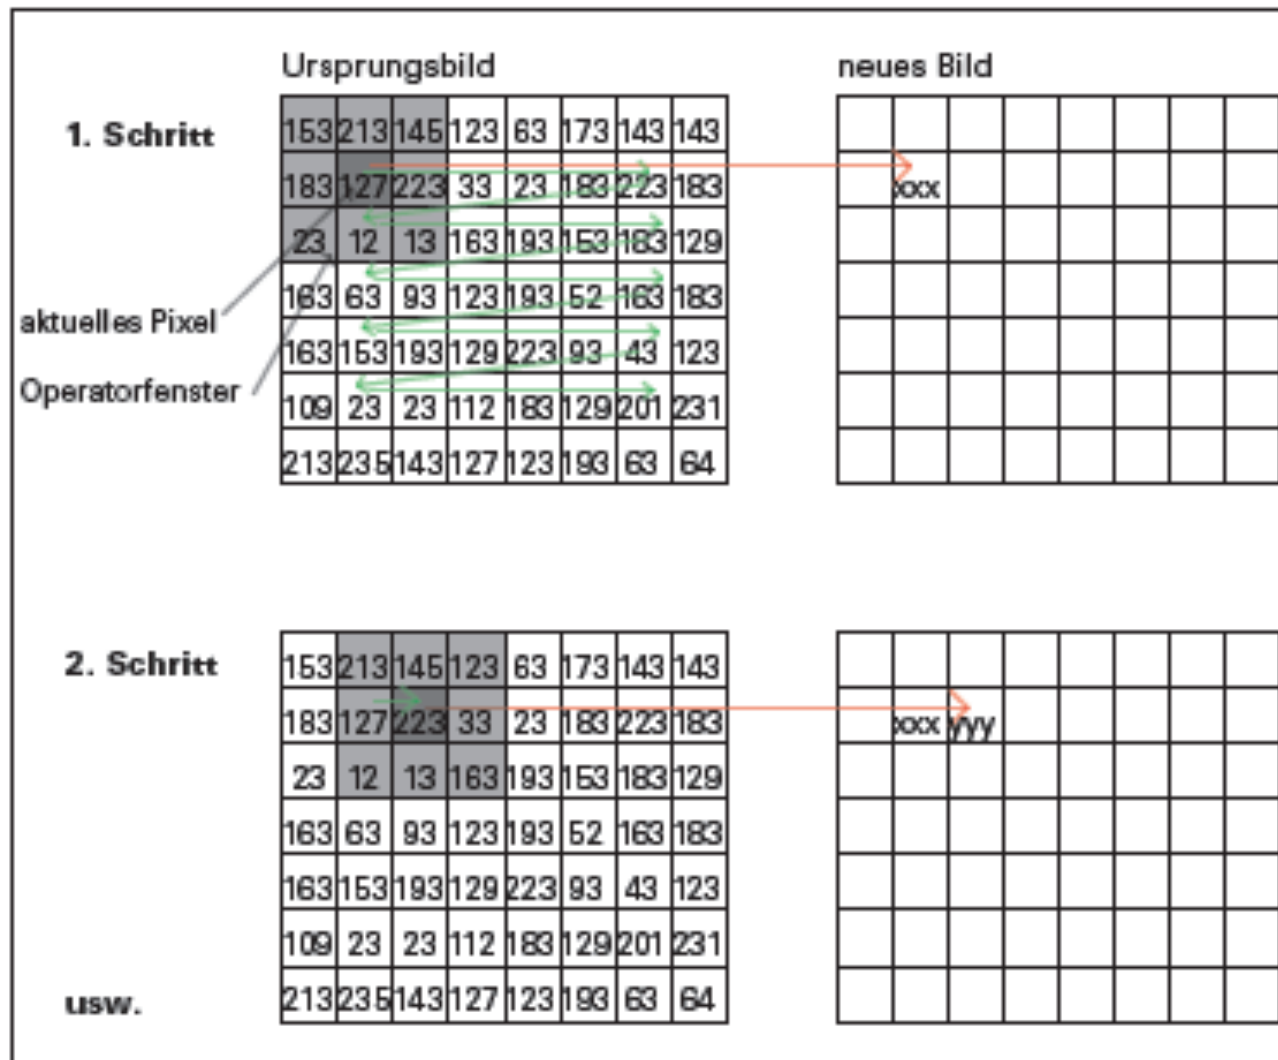 Ursprungsbild neues Bild
1. Schritt
153 213 145 123 63 173 143 143
183 127 223 33 23 183 223 183 xxx
23 12 13 163 193 153 183 129
163 63 93 123 193 52 163 183
aktuelles Pixel
163 153 193 129 223 93 43 123
Operatorfenster
109 23 23 112 183 129 201 231
213 235 143 127 123 193 63 64
2. Schritt
153 213 145 123 63 173 143 143
183 127 223 33 23 183 223 183 xxx yyy
23 12 13 163 193 153 183 129
163 63 93 123 193 52 163 183
163 153 193 129 223 93 43 123
109 23 23 112 183 129 201 231
usw.
213 235 143 127 123 193 63 64